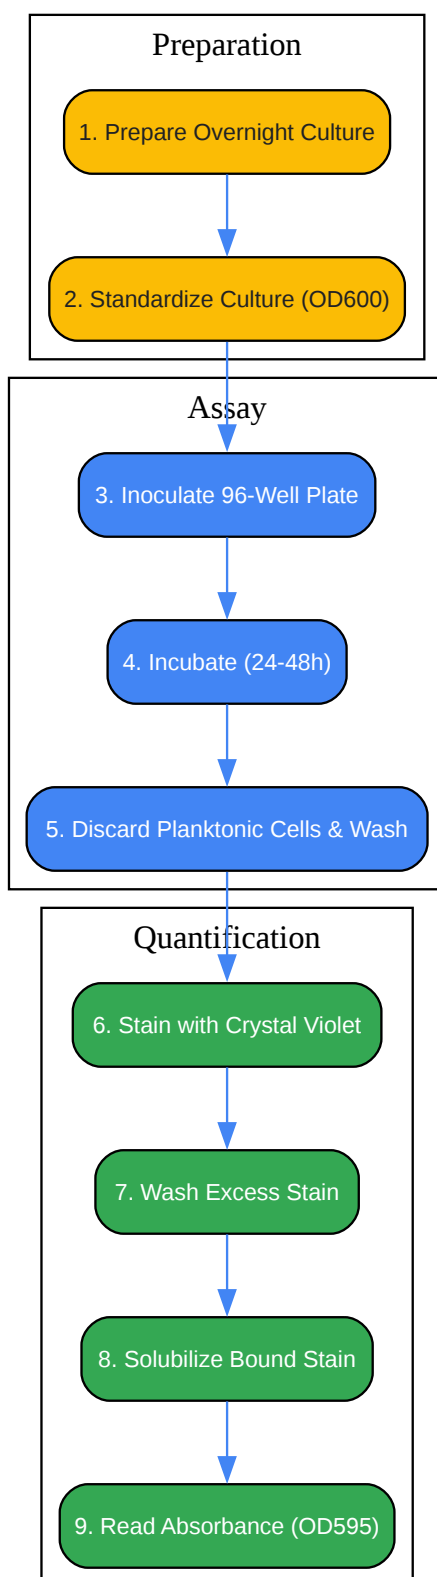 Preparation
1. Prepare Overnight Culture
2. Standardize Culture (OD600)
Assay
3. Inoculate 96-Well Plate
4. Incubate (24-48h)
5. Discard Planktonic Cells & Wash
Quantification
6. Stain with Crystal Violet
7. Wash Excess Stain
8. Solubilize Bound Stain
9. Read Absorbance (OD595)